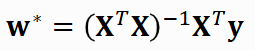 𝐰* = (𝐗ᵀ𝐗)⁻¹𝐗ᵀ𝐲